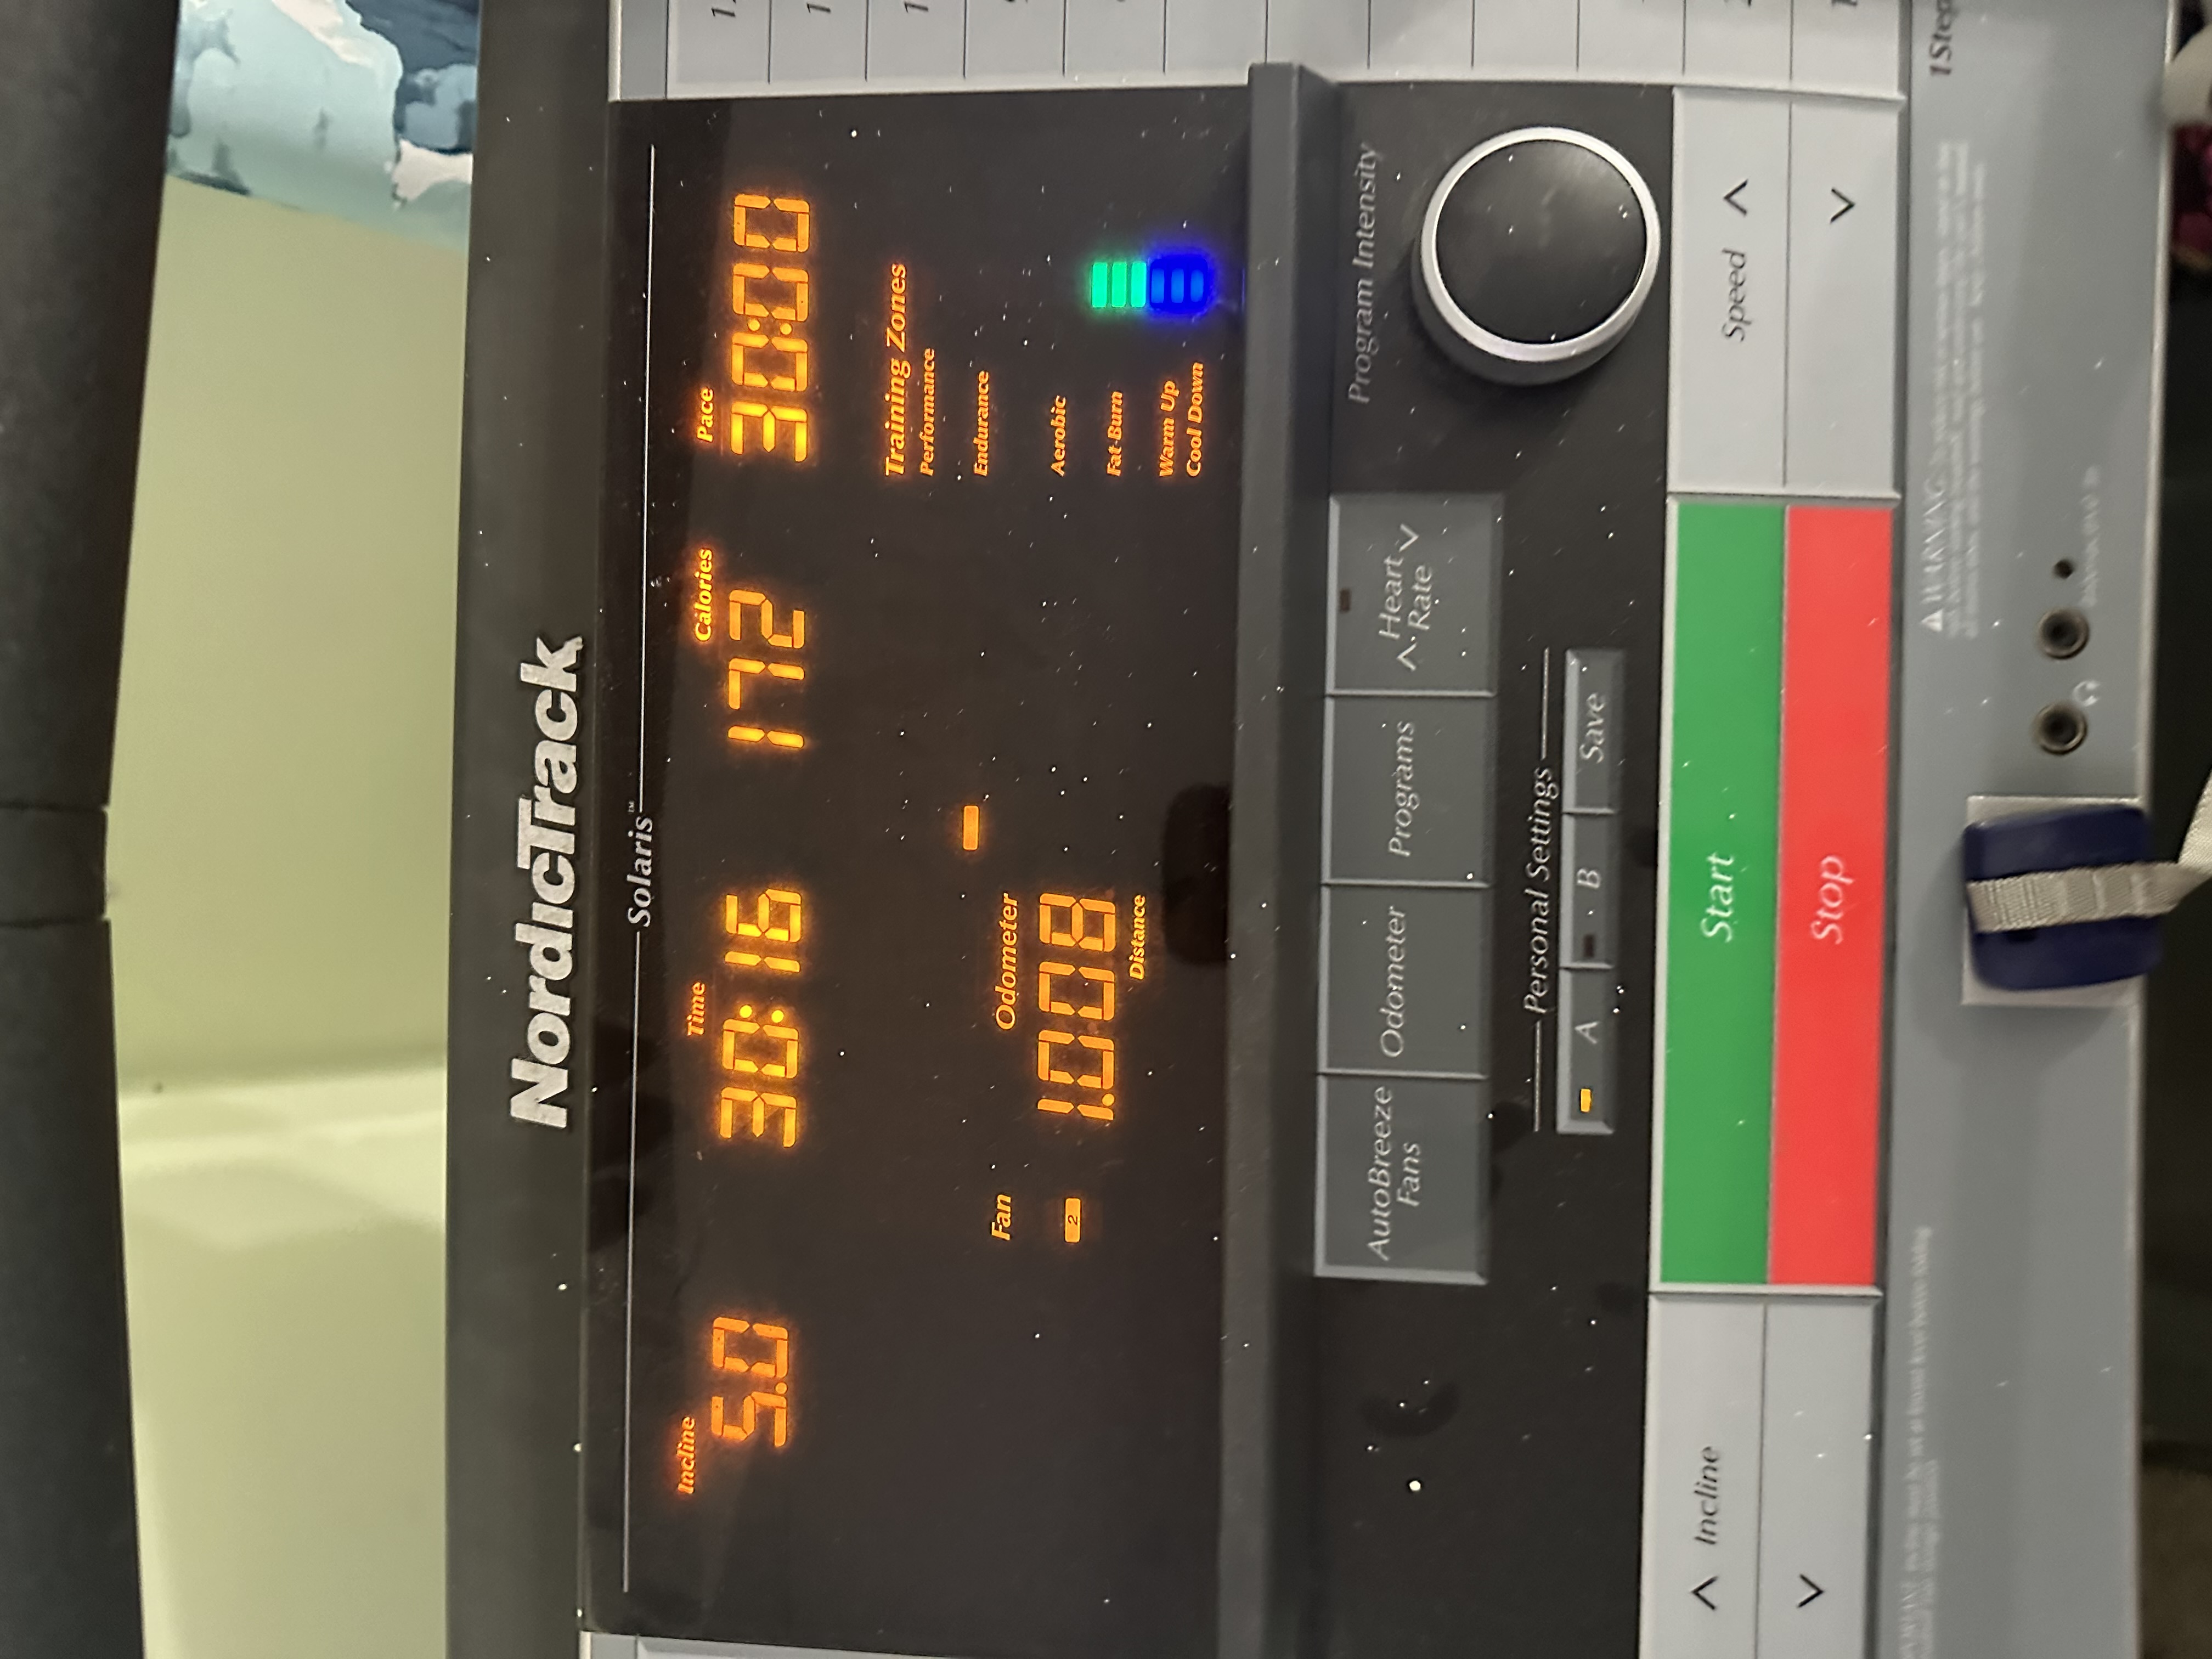 NordicTrack
Solaris™
Incline Time Calories Pace
5.0 30:16 172 30:00
Training Zones
Performance
Endurance
Fan Odometer
Aerobic
2 1.008
Fat-Burn
Distance
Warm Up
Cool Down
AutoBreeze
Fans
Odometer
Programs
Heart
Rate
Program Intensity
Personal Settings
A B Save
Incline
Start
Speed
Stop
WARNING:
1Step